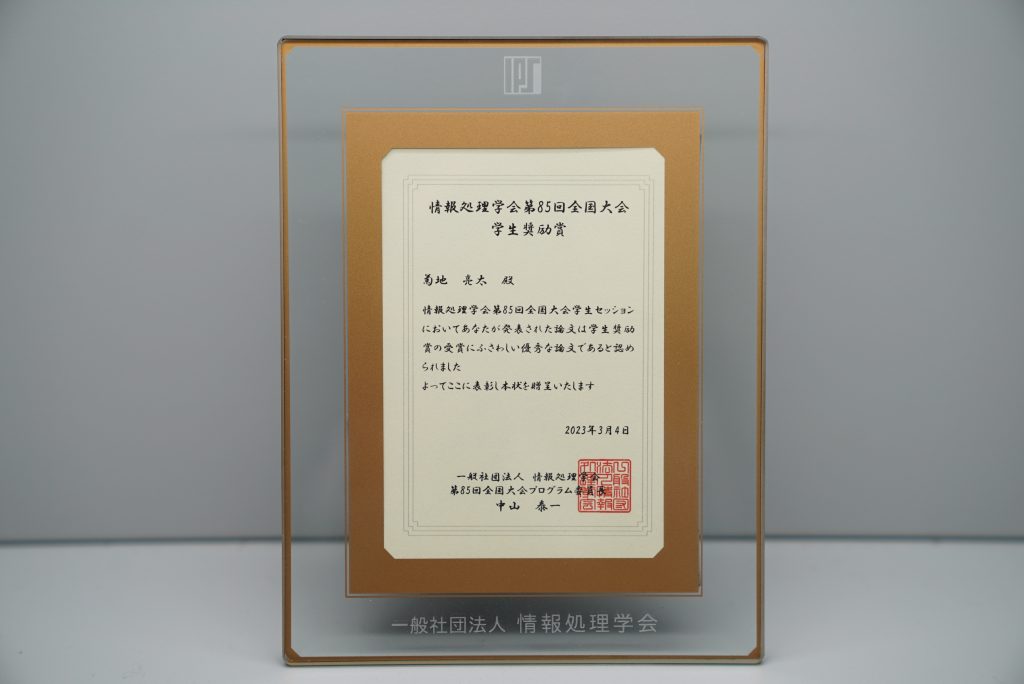 IPSJ
情報処理学会第85回全国大会
学生奨励賞
菊地 亮太 殿
情報処理学会第85回全国大会学生セッション
においてあなたが発表された論文は学生奨励
賞の受賞にふさわしい優秀な論文であると認め
られました
よってここに表彰し本状を贈呈いたします
2023年3月4日
一般社団法人 情報処理学会
第85回全国大会プログラム委員長
中山 泰一
一般社団法人 情報処理学会